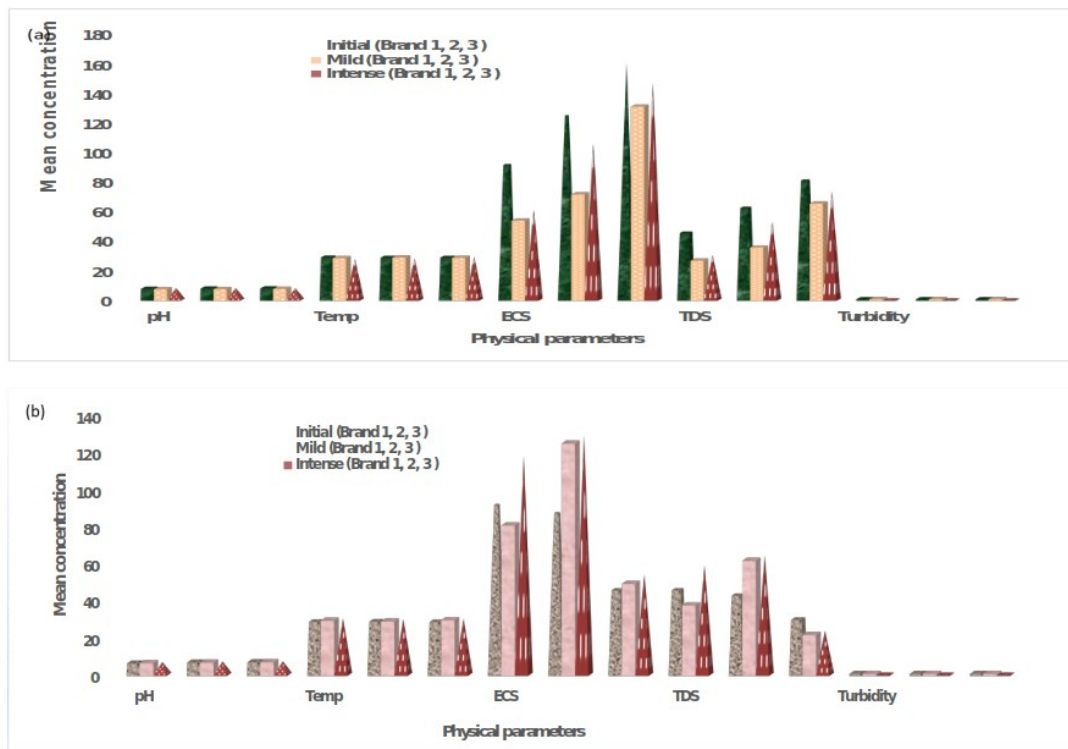 (a)
180
160
140
120
100
80
60
40
20
0
Mean concentration
Initial (Brand 1, 2, 3 )
Mild (Brand 1, 2, 3 )
Intense (Brand 1, 2, 3 )
pH Temp ECS TDS Turbidity
Physical parameters
(b)
140
120
100
80
60
40
20
0
Mean concentration
Initial (Brand 1, 2, 3 )
Mild (Brand 1, 2, 3 )
Intense (Brand 1, 2, 3 )
pH Temp ECS TDS Turbidity
Physical parameters